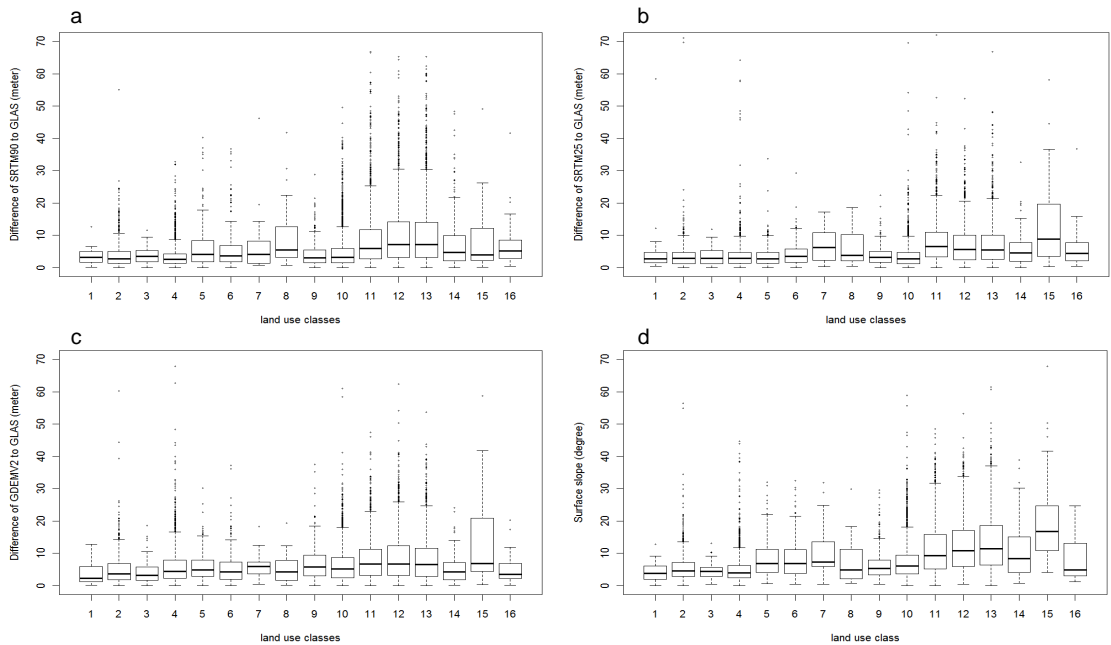 a
Difference of SRTM90 to GLAS (meter)
0 10 20 30 40 50 60 70
1 2 3 4 5 6 7 8 9 10 11 12 13 14 15 16
land use classes
b
Difference of SRTM25 to GLAS (meter)
0 10 20 30 40 50 60 70
1 2 3 4 5 6 7 8 9 10 11 12 13 14 15 16
land use classes
c
Difference of GDEMV2 to GLAS (meter)
0 10 20 30 40 50 60 70
1 2 3 4 5 6 7 8 9 10 11 12 13 14 15 16
land use classes
d
Surface slope (degree)
0 10 20 30 40 50 60 70
1 2 3 4 5 6 7 8 9 10 11 12 13 14 15 16
land use class